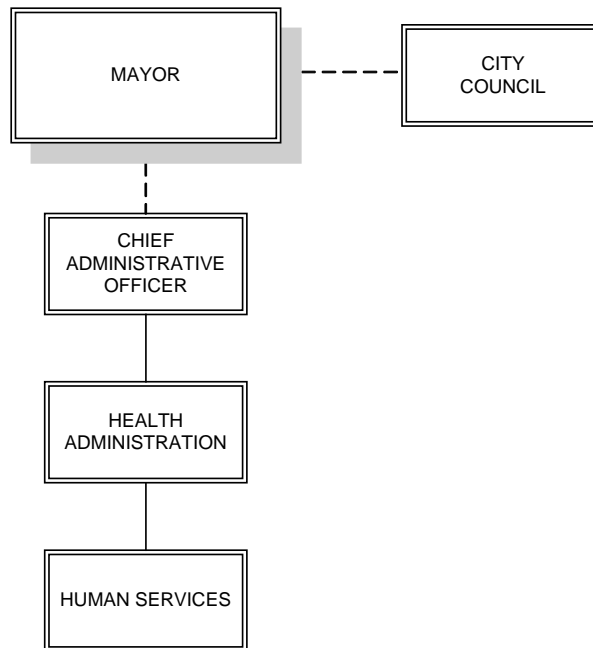 MAYOR
CITY
COUNCIL
CHIEF
ADMINISTRATIVE
OFFICER
HEALTH
ADMINISTRATION
HUMAN SERVICES